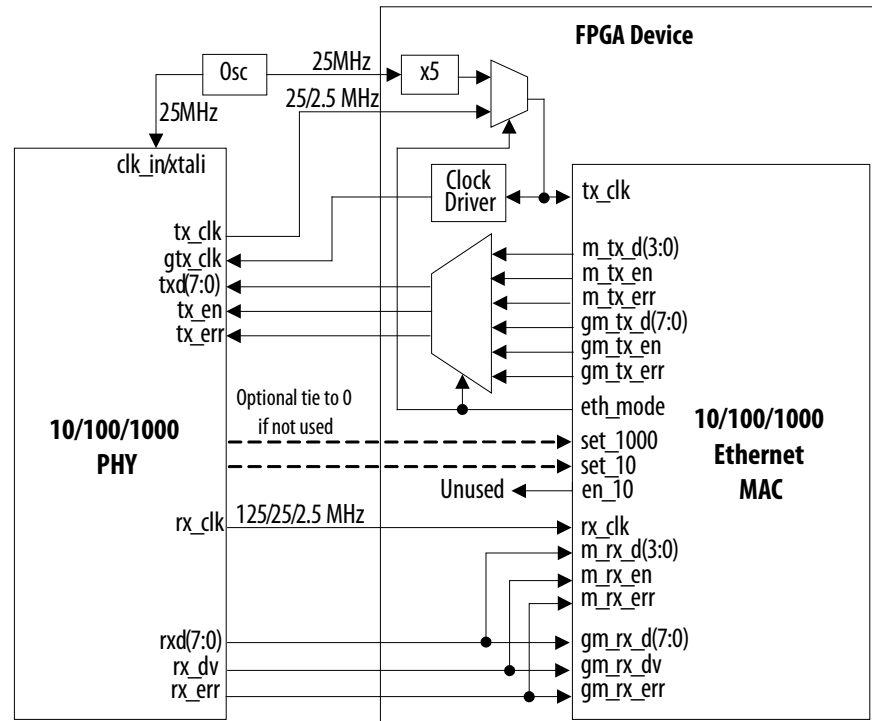 FPGA Device
Osc
25MHz
x5
25/2.5 MHz
25MHz
clk_in/xtali
Clock
Driver
tx_clk
tx_clk
gtx_clk
txd(7:0)
tx_en
tx_err
m_tx_d(3:0)
m_tx_en
m_tx_err
gm_tx_d(7:0)
gm_tx_en
gm_tx_err
eth_mode
Optional tie to 0
if not used
10/100/1000
PHY
set_1000
set_10
Unused
en_10
10/100/1000
Ethernet
MAC
rx_clk
125/25/2.5 MHz
rx_clk
m_rx_d(3:0)
m_rx_en
m_rx_err
rxd(7:0)
rx_dv
rx_err
gm_rx_d(7:0)
gm_rx_dv
gm_rx_err